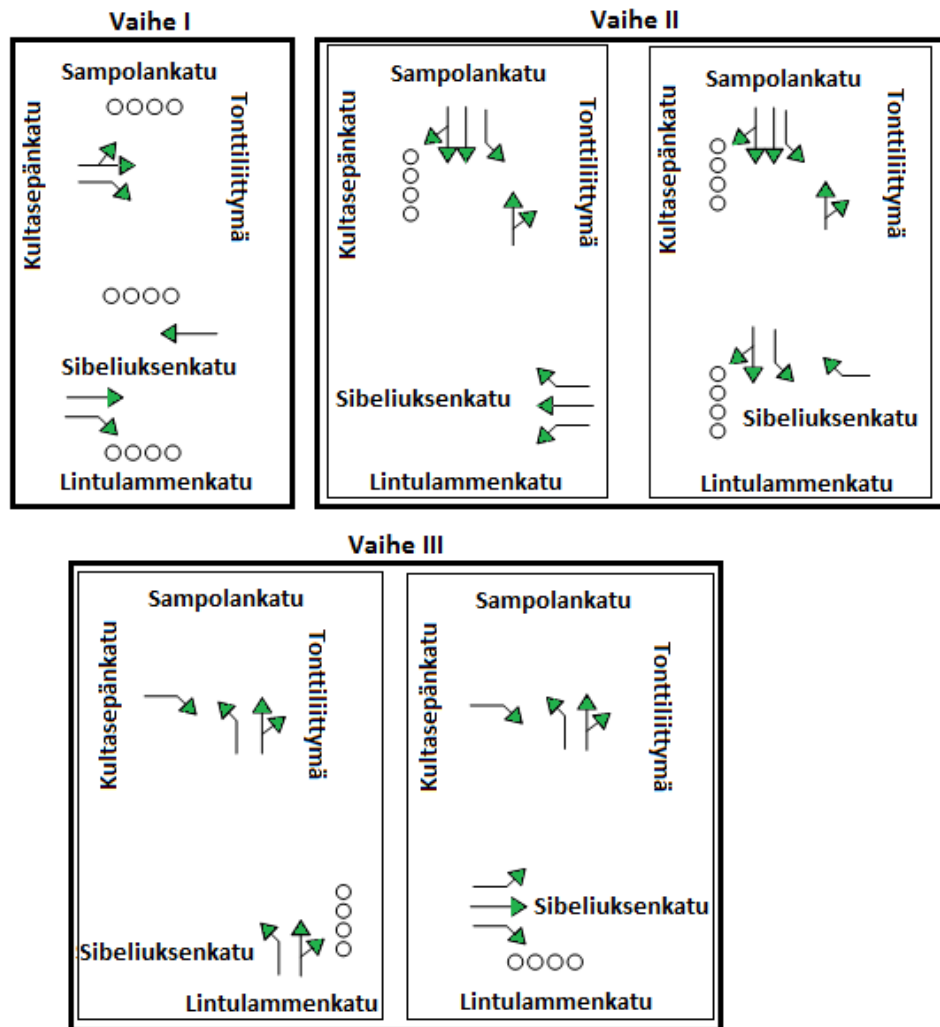 Vaihe I
Sampolankatu
Kultasepänkatu
Tonttiliittymä
Sibeliuksenkatu
Lintulammenkatu
Vaihe II
Sampolankatu
Kultasepänkatu
Tonttiliittymä
Sibeliuksenkatu
Lintulammenkatu
Sampolankatu
Kultasepänkatu
Tonttiliittymä
Sibeliuksenkatu
Lintulammenkatu
Vaihe III
Sampolankatu
Kultasepänkatu
Tonttiliittymä
Sibeliuksenkatu
Lintulammenkatu
Sampolankatu
Kultasepänkatu
Tonttiliittymä
Sibeliuksenkatu
Lintulammenkatu